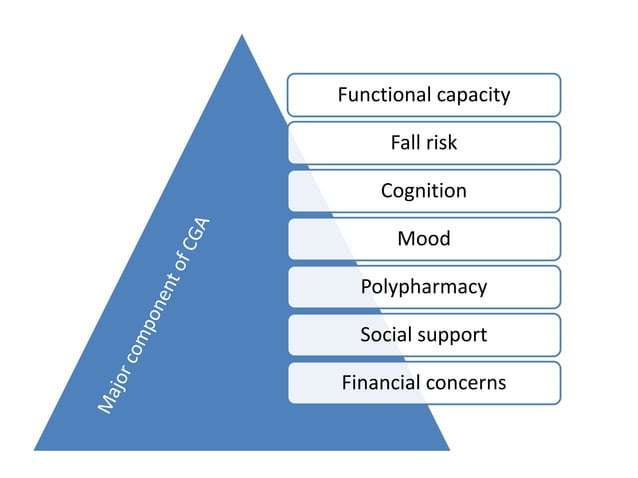 Major component of CGA
Functional capacity
Fall risk
Cognition
Mood
Polypharmacy
Social support
Financial concerns